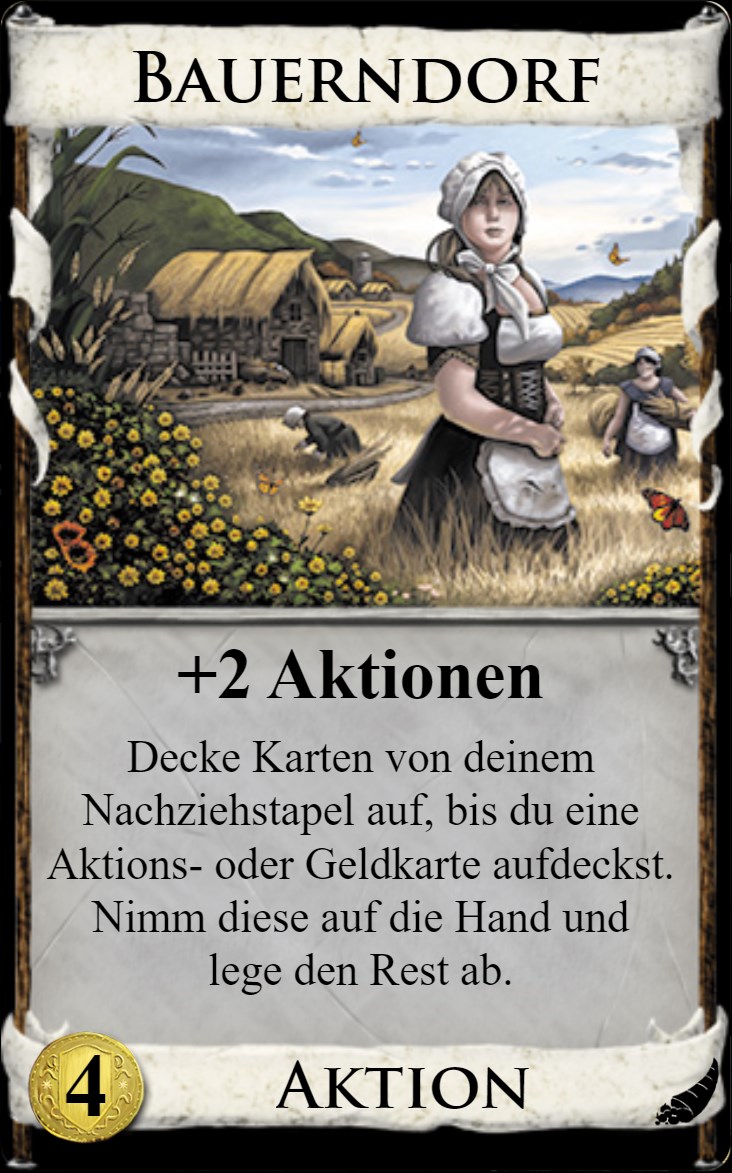 BAUERNDORF
+2 Aktionen
Decke Karten von deinem
Nachziehstapel auf, bis du eine
Aktions- oder Geldkarte aufdeckst.
Nimm diese auf die Hand und
lege den Rest ab.
4
AKTION